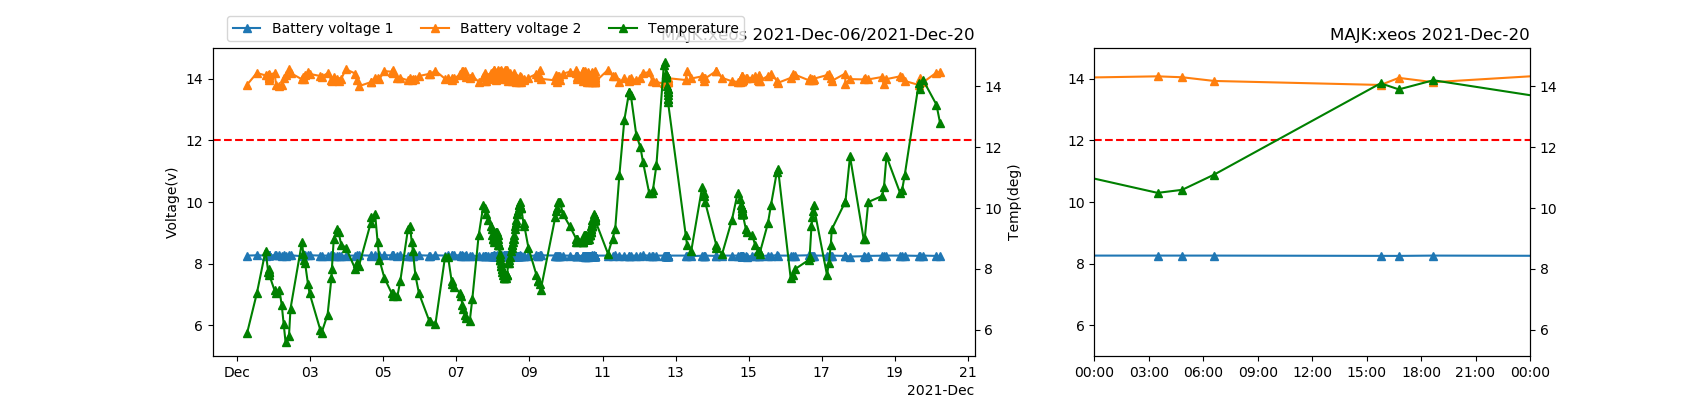 Battery voltage 1 Battery voltage 2 Temperature
MAJK:xeos 2021-Dec-06/2021-Dec-20
MAJK:xeos 2021-Dec-20
Voltage(v)
14
12
10
8
6
14
12
10
8
6
Temp(deg)
Dec 03 05 07 09 11 13 15 17 19 21
2021-Dec
14
12
10
8
6
14
12
10
8
6
00:00 03:00 06:00 09:00 12:00 15:00 18:00 21:00 00:00